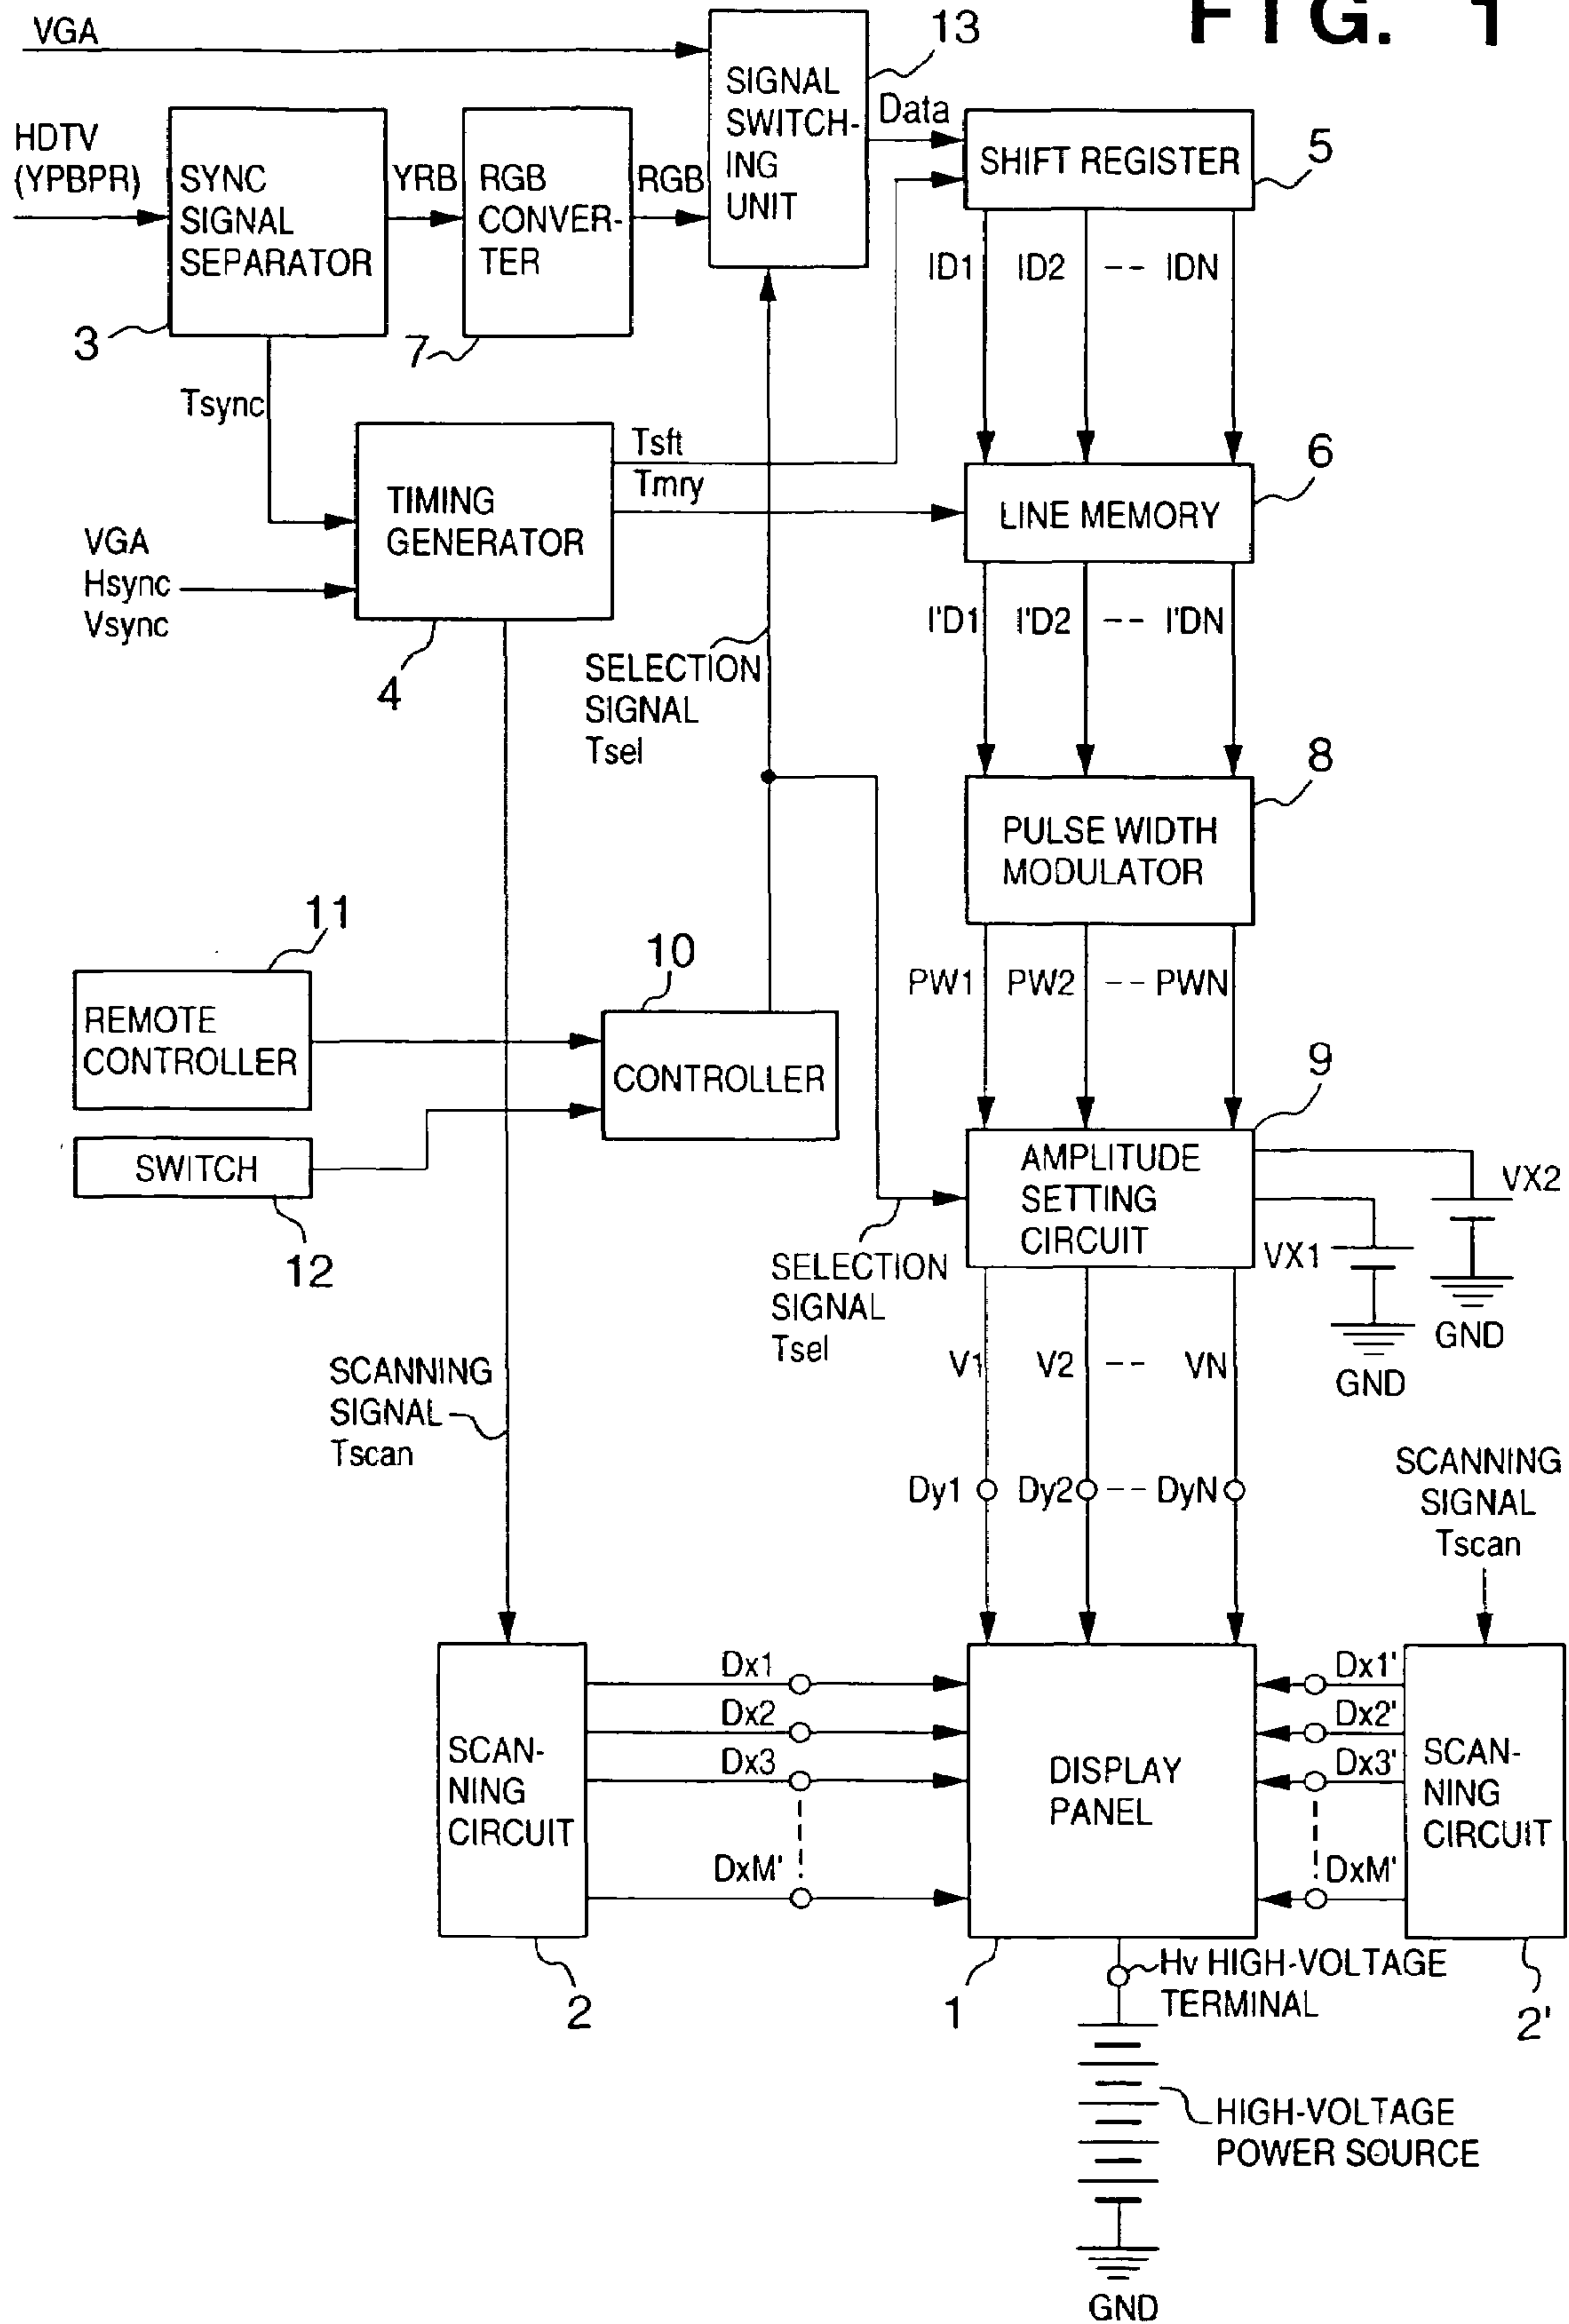 FIG. 1
VGA
13
SIGNAL
SWITCH-
ING
UNIT
HDTV
(YPBPR)
SYNC
SIGNAL
SEPARATOR
YRB
RGB
CONVER-
TER
RGB
Data
SHIFT REGISTER
5
3
7
ID1 ID2 -- IDN
Tsync
TIMING
GENERATOR
Tsft
Tmry
LINE MEMORY
6
VGA
Hsync
Vsync
4
I'D1 I'D2 -- I'DN
SELECTION
SIGNAL
Tsel
PULSE WIDTH
MODULATOR
8
11
REMOTE
CONTROLLER
10
CONTROLLER
PW1 PW2 -- PWN
SWITCH
12
9
AMPLITUDE
SETTING
CIRCUIT
VX2
VX1
GND
GND
SELECTION
SIGNAL
Tsel
V1 V2 -- VN
SCANNING
SIGNAL
Tscan
Dy1 Dy2 -- DyN
SCANNING
SIGNAL
Tscan
SCAN-
NING
CIRCUIT
2
Dx1
Dx2
Dx3
DxM'
DISPLAY
PANEL
1
Dx1'
Dx2'
Dx3'
DxM'
SCAN-
NING
CIRCUIT
2'
Hv HIGH-VOLTAGE
TERMINAL
HIGH-VOLTAGE
POWER SOURCE
GND